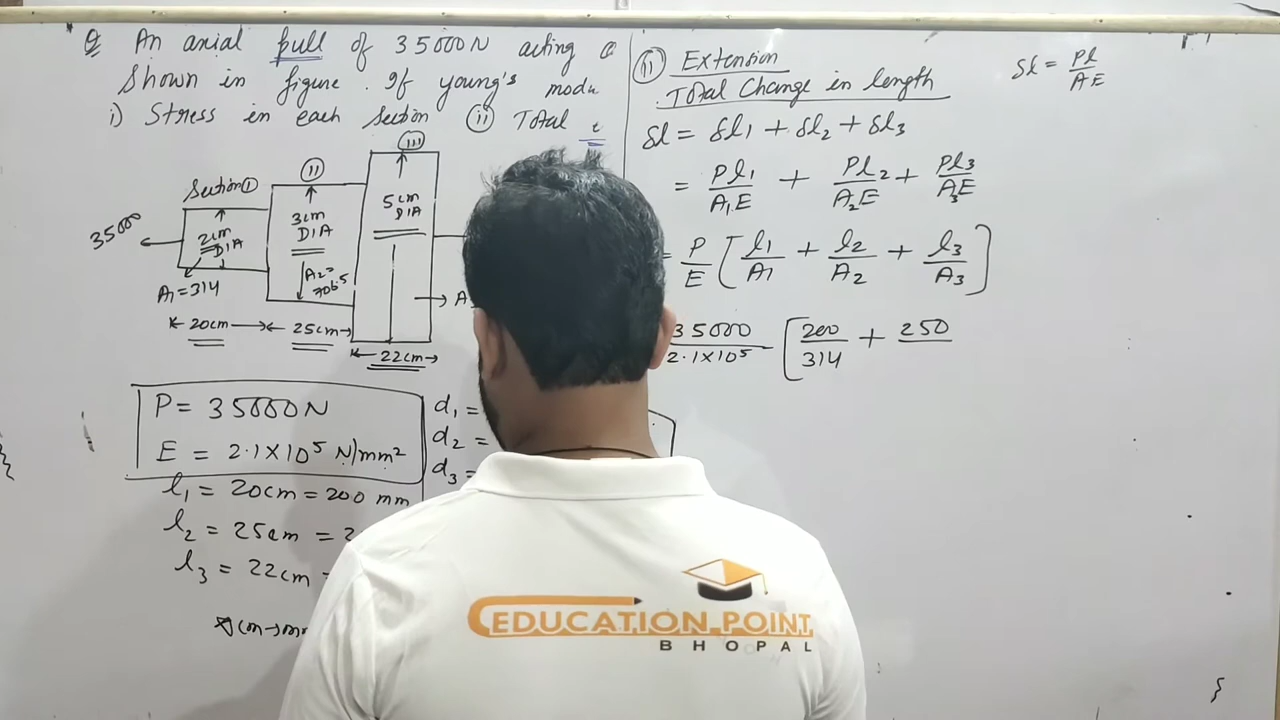 Q An axial pull of 35000N acting
Shown in figure. If young's modu
i) Stress in each Section (ii) Total
Section (I)
(II)
(III)
35000
2cm
DIA
3cm
DIA
5cm
DIA
A₁=314
A₂=
706.5
20cm
25cm
22cm
P = 35000N
E = 2.1×10⁵ N/mm²
l₁ = 20cm = 200 mm
l₂ = 25cm = 2
l₃ = 22cm =
d₁ =
d₂ =
d₃ =
(ii) Extension
Total Change in length
δl = Pl/AE
δl = δl₁ + δl₂ + δl₃
= Pl₁/A₁E + Pl₂/A₂E + Pl₃/A₃E
= P/E [l₁/A₁ + l₂/A₂ + l₃/A₃]
35000/2.1×10⁵ [200/314 + 250
EDUCATION POINT
BHOPAL